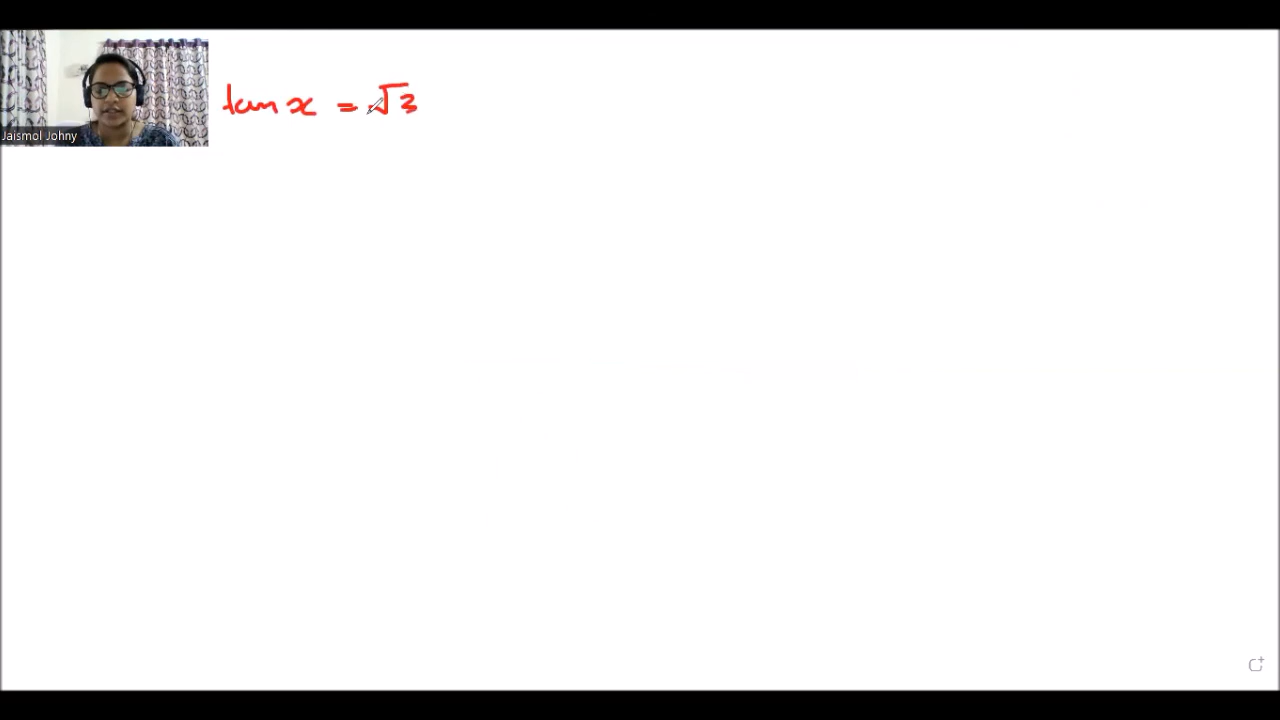 tan x = √3
Jaismol Johny